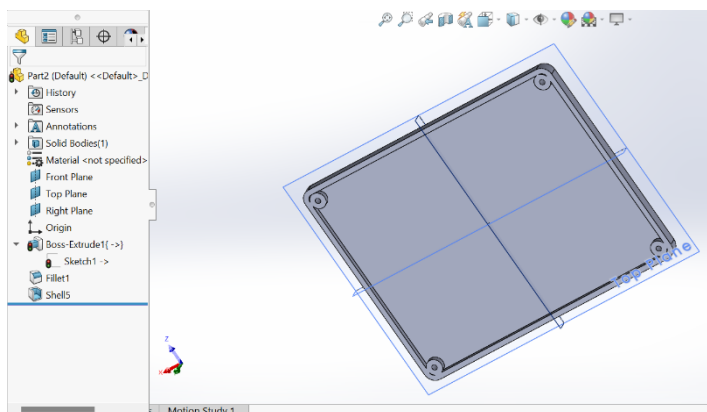 Part2 (Default) <<Default>_D
History
Sensors
Annotations
Solid Bodies(1)
Material <not specified>
Front Plane
Top Plane
Right Plane
Origin
Boss-Extrude1{ ->}
Sketch1 ->
Fillet1
Shell5
Top Plane
Z
X
Motion Study 1